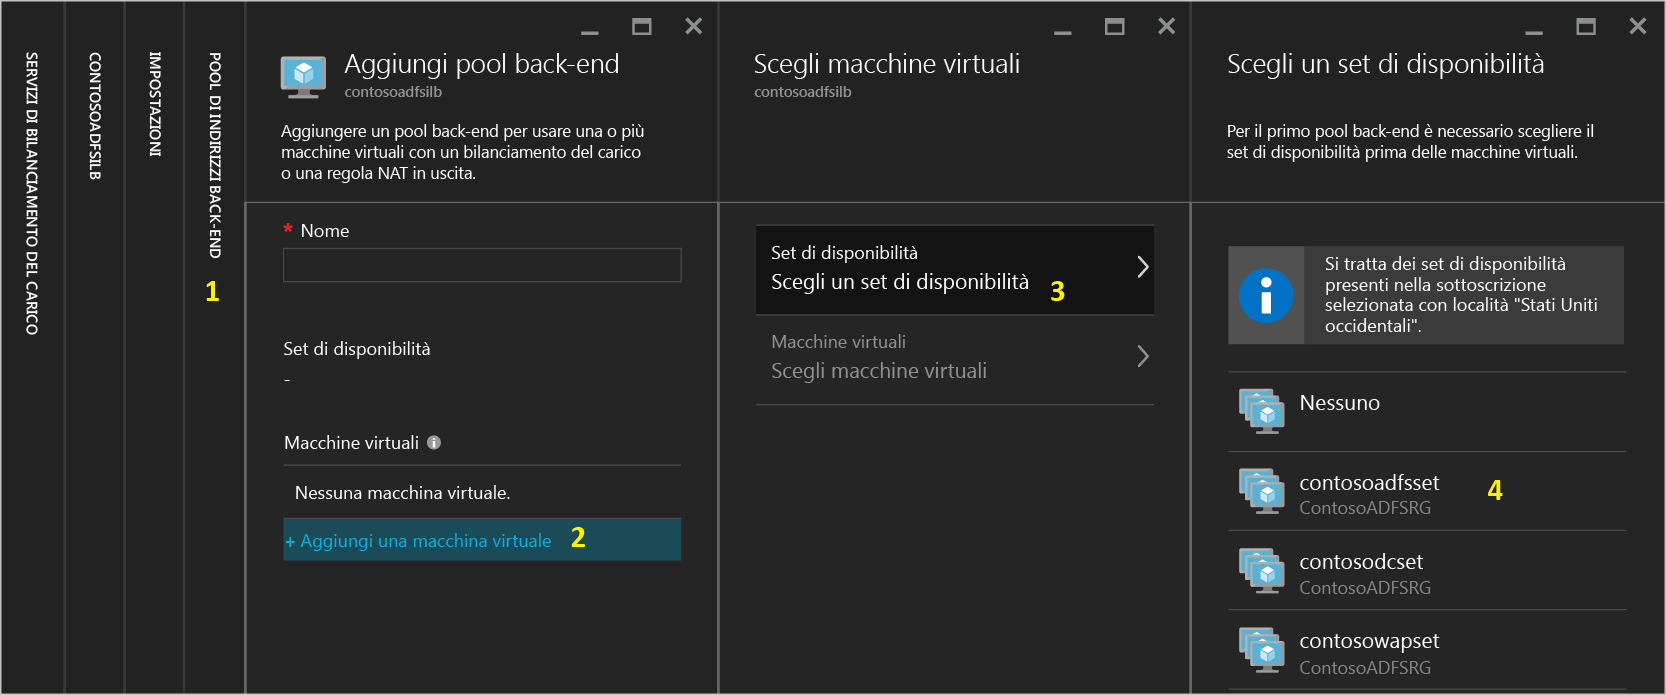 SERVIZI DI BILANCIAMENTO DEL CARICO
CONTOSOADFSILB
IMPOSTAZIONI
POOL DI INDIRIZZI BACK-END
1
Aggiungi pool back-end
contosoadfsilb
Aggiungere un pool back-end per usare una o più
macchine virtuali con un bilanciamento del carico
o una regola NAT in uscita.
* Nome
Set di disponibilità
-
Macchine virtuali
Nessuna macchina virtuale.
+ Aggiungi una macchina virtuale 2
Scegli macchine virtuali
contosoadfsilb
Set di disponibilità
Scegli un set di disponibilità 3
Macchine virtuali
Scegli macchine virtuali
Scegli un set di disponibilità
Per il primo pool back-end è necessario scegliere il
set di disponibilità prima delle macchine virtuali.
Si tratta dei set di disponibilità
presenti nella sottoscrizione
selezionata con località "Stati Uniti
occidentali".
Nessuno
contosoadfsset 4
ContosoADFSRG
contosodcset
ContosoADFSRG
contosowapset
ContosoADFSRG